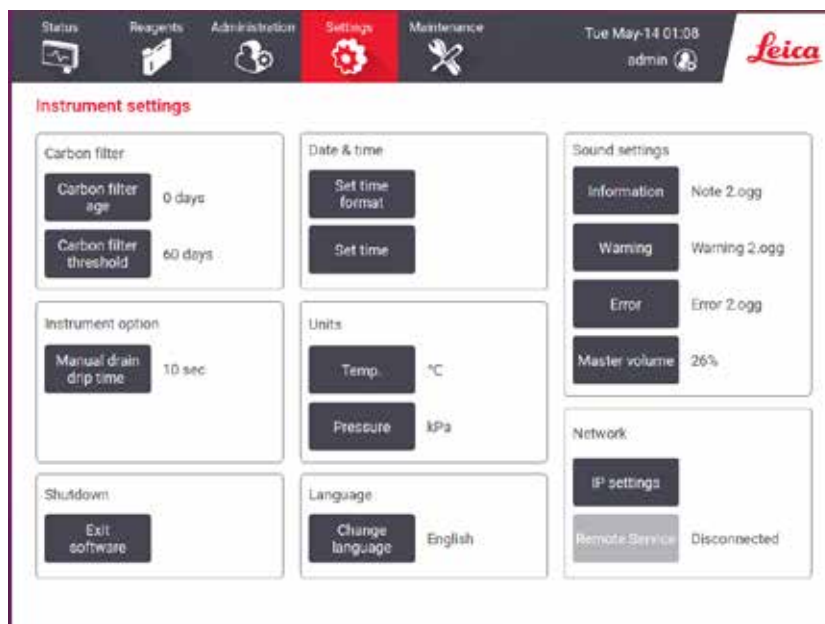 Status
Reagents
Administration
Settings
Maintenance
Tue May-14 01:08
admin
Leica
Instrument settings
Carbon filter
Carbon filter
age
0 days
Carbon filter
threshold
60 days
Date & time
Set time
format
Set time
Sound settings
Information
Note 2.ogg
Warning
Warning 2.ogg
Error
Error 2.ogg
Master volume
26%
Instrument option
Manual drain
drip time
10 sec
Units
Temp.
°C
Pressure
kPa
Network
IP settings
Remote Service
Disconnected
Shutdown
Exit
software
Language
Change
language
English